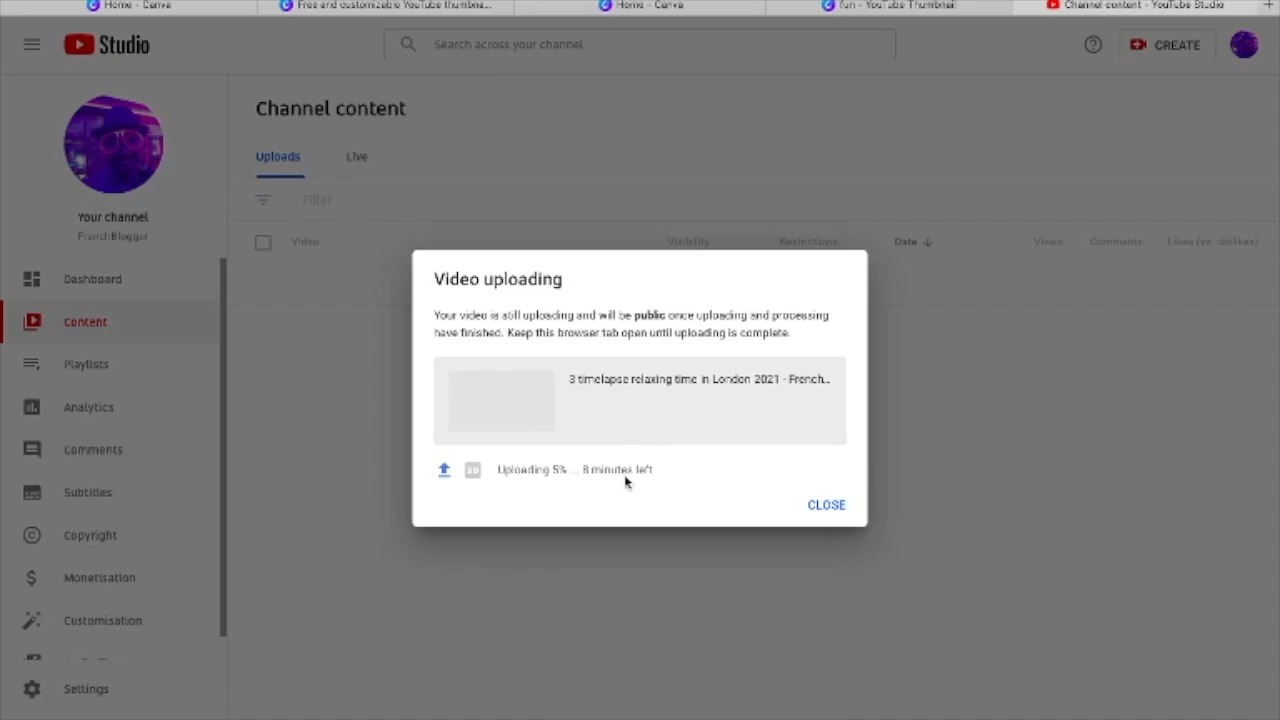 Home - Canva
Free and customizable YouTube thumbna...
Home - Canva
fun - YouTube Thumbnail
Channel content - YouTube Studio
Studio
Search across your channel
CREATE
Channel content
Uploads
Live
Filter
Your channel
FrenchBlogger
Video
Visibility
Restrictions
Date
Views
Comments
Likes (vs. dislikes)
Dashboard
Content
Playlists
Analytics
Comments
Subtitles
Copyright
Monetisation
Customisation
Settings
Video uploading
Your video is still uploading and will be public once uploading and processing
have finished. Keep this browser tab open until uploading is complete.
3 timelapse relaxing time in London 2021 - French...
SD
Uploading 5% ... 8 minutes left
CLOSE